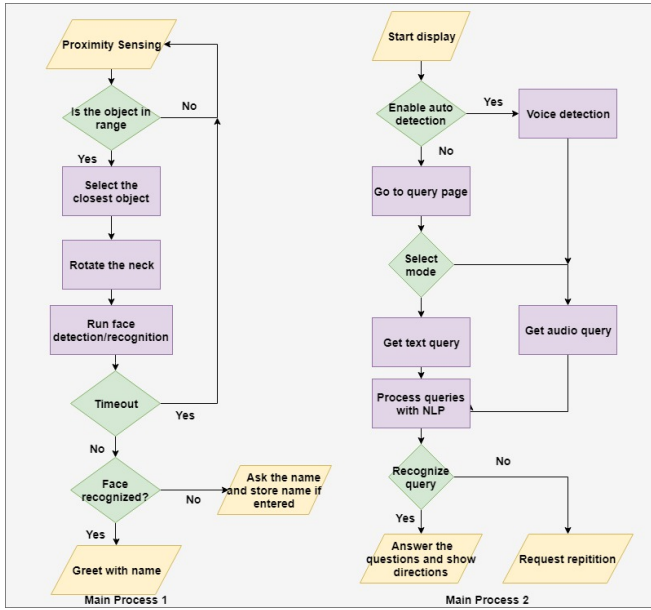 Proximity Sensing
Is the object in
range
No
Yes
Select the
closest object
Rotate the neck
Run face
detection/recognition
Timeout
Yes
No
Face
recognized?
No
Ask the name
and store name if
entered
Yes
Greet with name
Main Process 1
Start display
Enable auto
detection
Yes
Voice detection
No
Go to query page
Select
mode
Get text query
Get audio query
Process queries
with NLP
Recognize
query
No
Yes
Answer the
questions and show
directions
Request repitition
Main Process 2